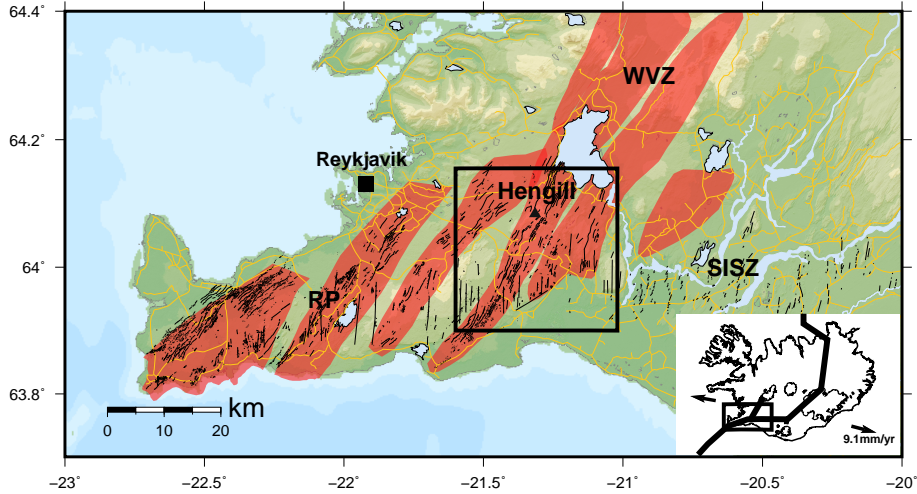 64.4˚
WVZ
64.2˚
Reykjavik
Hengill
64˚
SISZ
RP
63.8˚
km
0 10 20
9.1mm/yr
−23˚ −22.5˚ −22˚ −21.5˚ −21˚ −20.5˚ −20˚